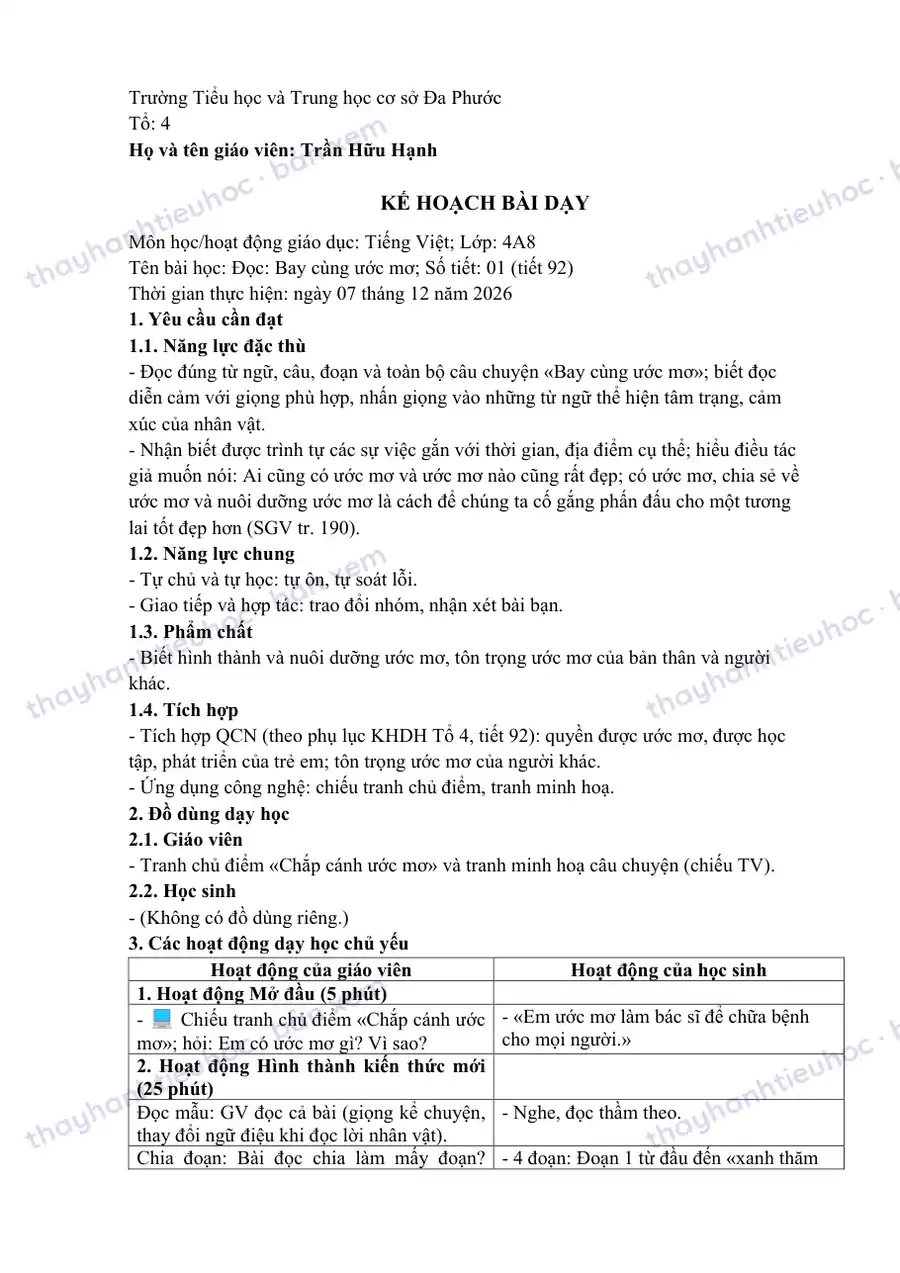 Trường Tiểu học và Trung học cơ sở Đa Phước
Tổ: 4
Họ và tên giáo viên: Trần Hữu Hạnh
KẾ HOẠCH BÀI DẠY
Môn học/hoạt động giáo dục: Tiếng Việt; Lớp: 4A8
Tên bài học: Đọc: Bay cùng ước mơ; Số tiết: 01 (tiết 92)
Thời gian thực hiện: ngày 07 tháng 12 năm 2026
1. Yêu cầu cần đạt
1.1. Năng lực đặc thù
- Đọc đúng từ ngữ, câu, đoạn và toàn bộ câu chuyện «Bay cùng ước mơ»; biết đọc
diễn cảm với giọng phù hợp, nhấn giọng vào những từ ngữ thể hiện tâm trạng, cảm
xúc của nhân vật.
- Nhận biết được trình tự các sự việc gắn với thời gian, địa điểm cụ thể; hiểu điều tác
giả muốn nói: Ai cũng có ước mơ và ước mơ nào cũng rất đẹp; có ước mơ, chia sẻ về
ước mơ và nuôi dưỡng ước mơ là cách để chúng ta cố gắng phấn đấu cho một tương
lai tốt đẹp hơn (SGV tr. 190).
1.2. Năng lực chung
- Tự chủ và tự học: tự ôn, tự soát lỗi.
- Giao tiếp và hợp tác: trao đổi nhóm, nhận xét bài bạn.
1.3. Phẩm chất
- Biết hình thành và nuôi dưỡng ước mơ, tôn trọng ước mơ của bản thân và người
khác.
1.4. Tích hợp
- Tích hợp QCN (theo phụ lục KHDH Tổ 4, tiết 92): quyền được ước mơ, được học
tập, phát triển của trẻ em; tôn trọng ước mơ của người khác.
- Ứng dụng công nghệ: chiếu tranh chủ điểm, tranh minh hoạ.
2. Đồ dùng dạy học
2.1. Giáo viên
- Tranh chủ điểm «Chắp cánh ước mơ» và tranh minh hoạ câu chuyện (chiếu TV).
2.2. Học sinh
- (Không có đồ dùng riêng.)
3. Các hoạt động dạy học chủ yếu
Hoạt động của giáo viên
Hoạt động của học sinh
1. Hoạt động Mở đầu (5 phút)
- Chiếu tranh chủ điểm «Chắp cánh ước
mơ»; hỏi: Em có ước mơ gì? Vì sao?
- «Em ước mơ làm bác sĩ để chữa bệnh
cho mọi người.»
2. Hoạt động Hình thành kiến thức mới
(25 phút)
Đọc mẫu: GV đọc cả bài (giọng kể chuyện,
thay đổi ngữ điệu khi đọc lời nhân vật).
- Nghe, đọc thầm theo.
Chia đoạn: Bài đọc chia làm mấy đoạn?
- 4 đoạn: Đoạn 1 từ đầu đến «xanh thăm
thayhanhtieuhoc · bản xem
thayhanhtieuhoc · b
thayhanhtieuhoc · bản xem
thayhanhtieuhoc · b
thayhanhtieuhoc · bản xem
thayhanhtieuhoc · b